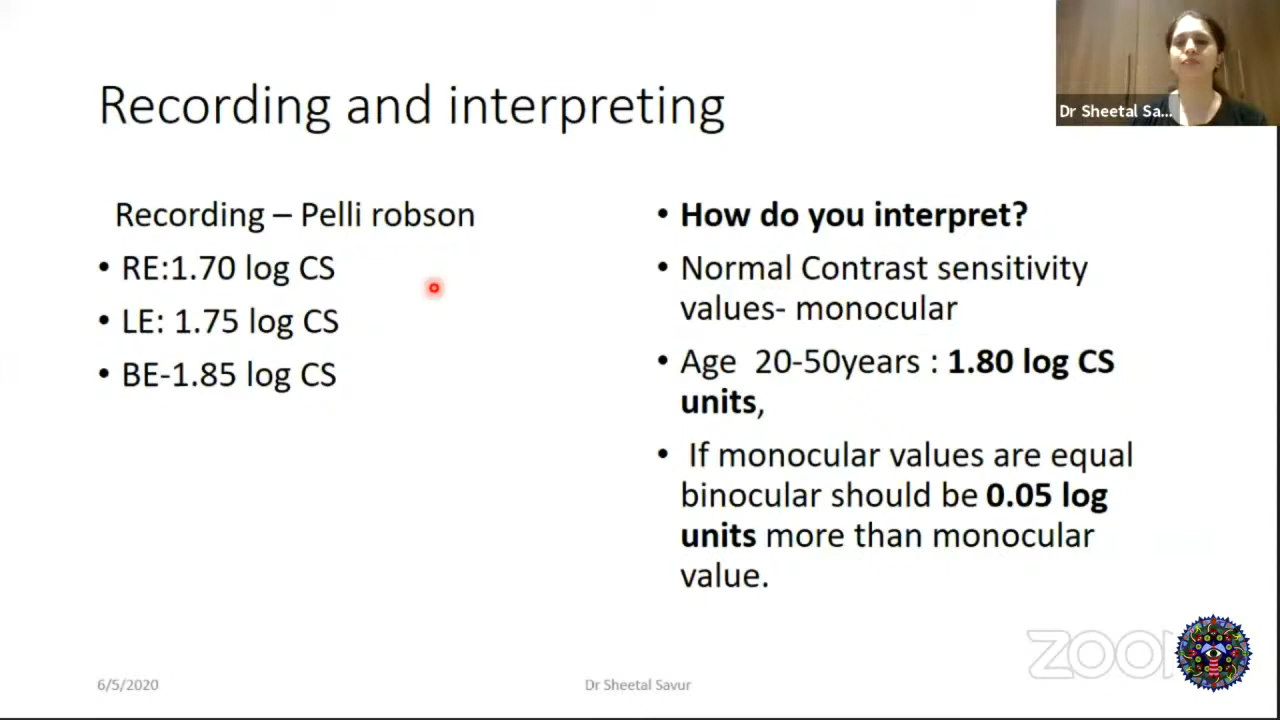 Dr Sheetal Sa...
Recording and interpreting
Recording – Pelli robson
• RE:1.70 log CS
• LE: 1.75 log CS
• BE-1.85 log CS
• How do you interpret?
• Normal Contrast sensitivity
values- monocular
• Age 20-50years : 1.80 log CS
units,
• If monocular values are equal
binocular should be 0.05 log
units more than monocular
value.
6/5/2020
Dr Sheetal Savur